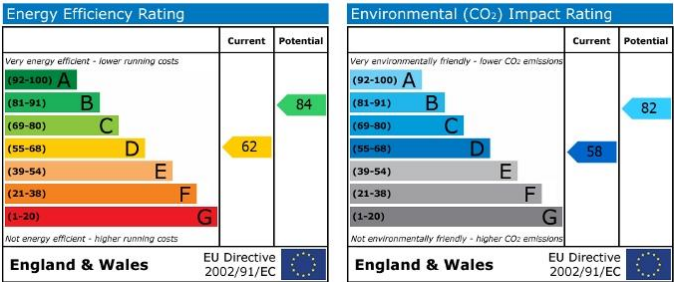 Energy Efficiency Rating
Current Potential
Very energy efficient - lower running costs
(92-100) A
(81-91) B
84
(69-80) C
(55-68) D
62
(39-54) E
(21-38) F
(1-20) G
Not energy efficient - higher running costs
England & Wales
EU Directive
2002/91/EC
Environmental (CO₂) Impact Rating
Current Potential
Very environmentally friendly - lower CO₂ emissions
(92-100) A
(81-91) B
82
(69-80) C
(55-68) D
58
(39-54) E
(21-38) F
(1-20) G
Not environmentally friendly - higher CO₂ emissions
England & Wales
EU Directive
2002/91/EC